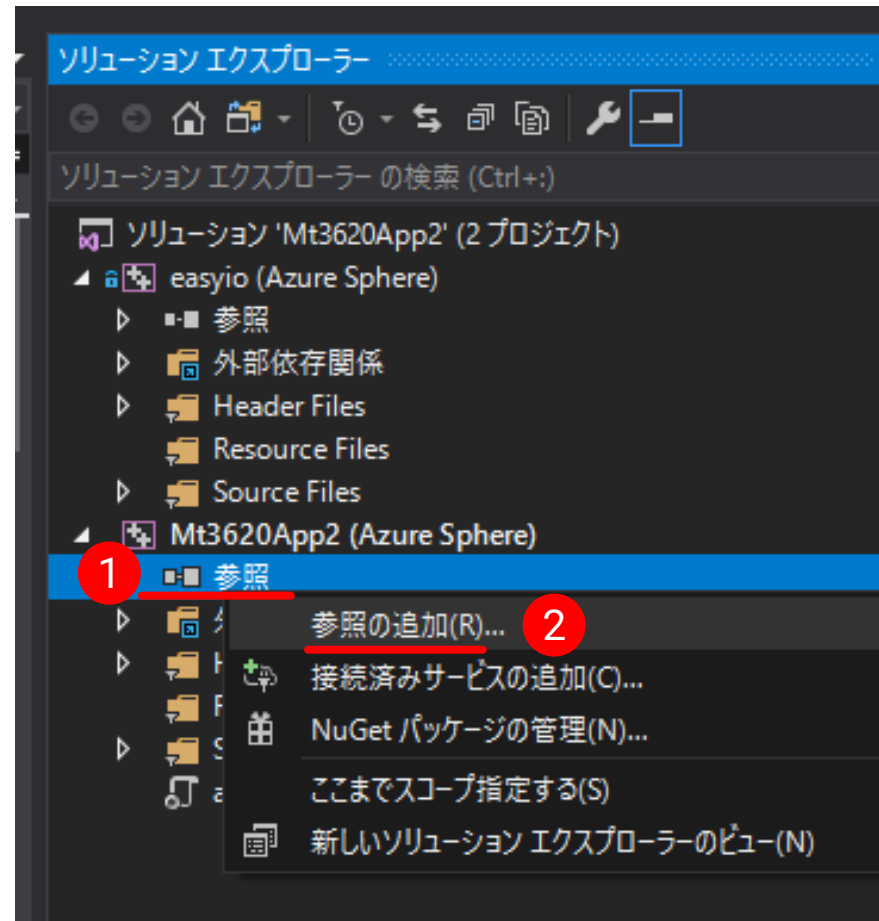 ソリューション エクスプローラー
ソリューション エクスプローラー の検索 (Ctrl+:)
ソリューション 'Mt3620App2' (2 プロジェクト)
easyio (Azure Sphere)
参照
外部依存関係
Header Files
Resource Files
Source Files
Mt3620App2 (Azure Sphere)
1 参照
参照の追加(R)... 2
接続済みサービスの追加(C)...
NuGet パッケージの管理(N)...
ここまでスコープ指定する(S)
新しいソリューション エクスプローラーのビュー(N)